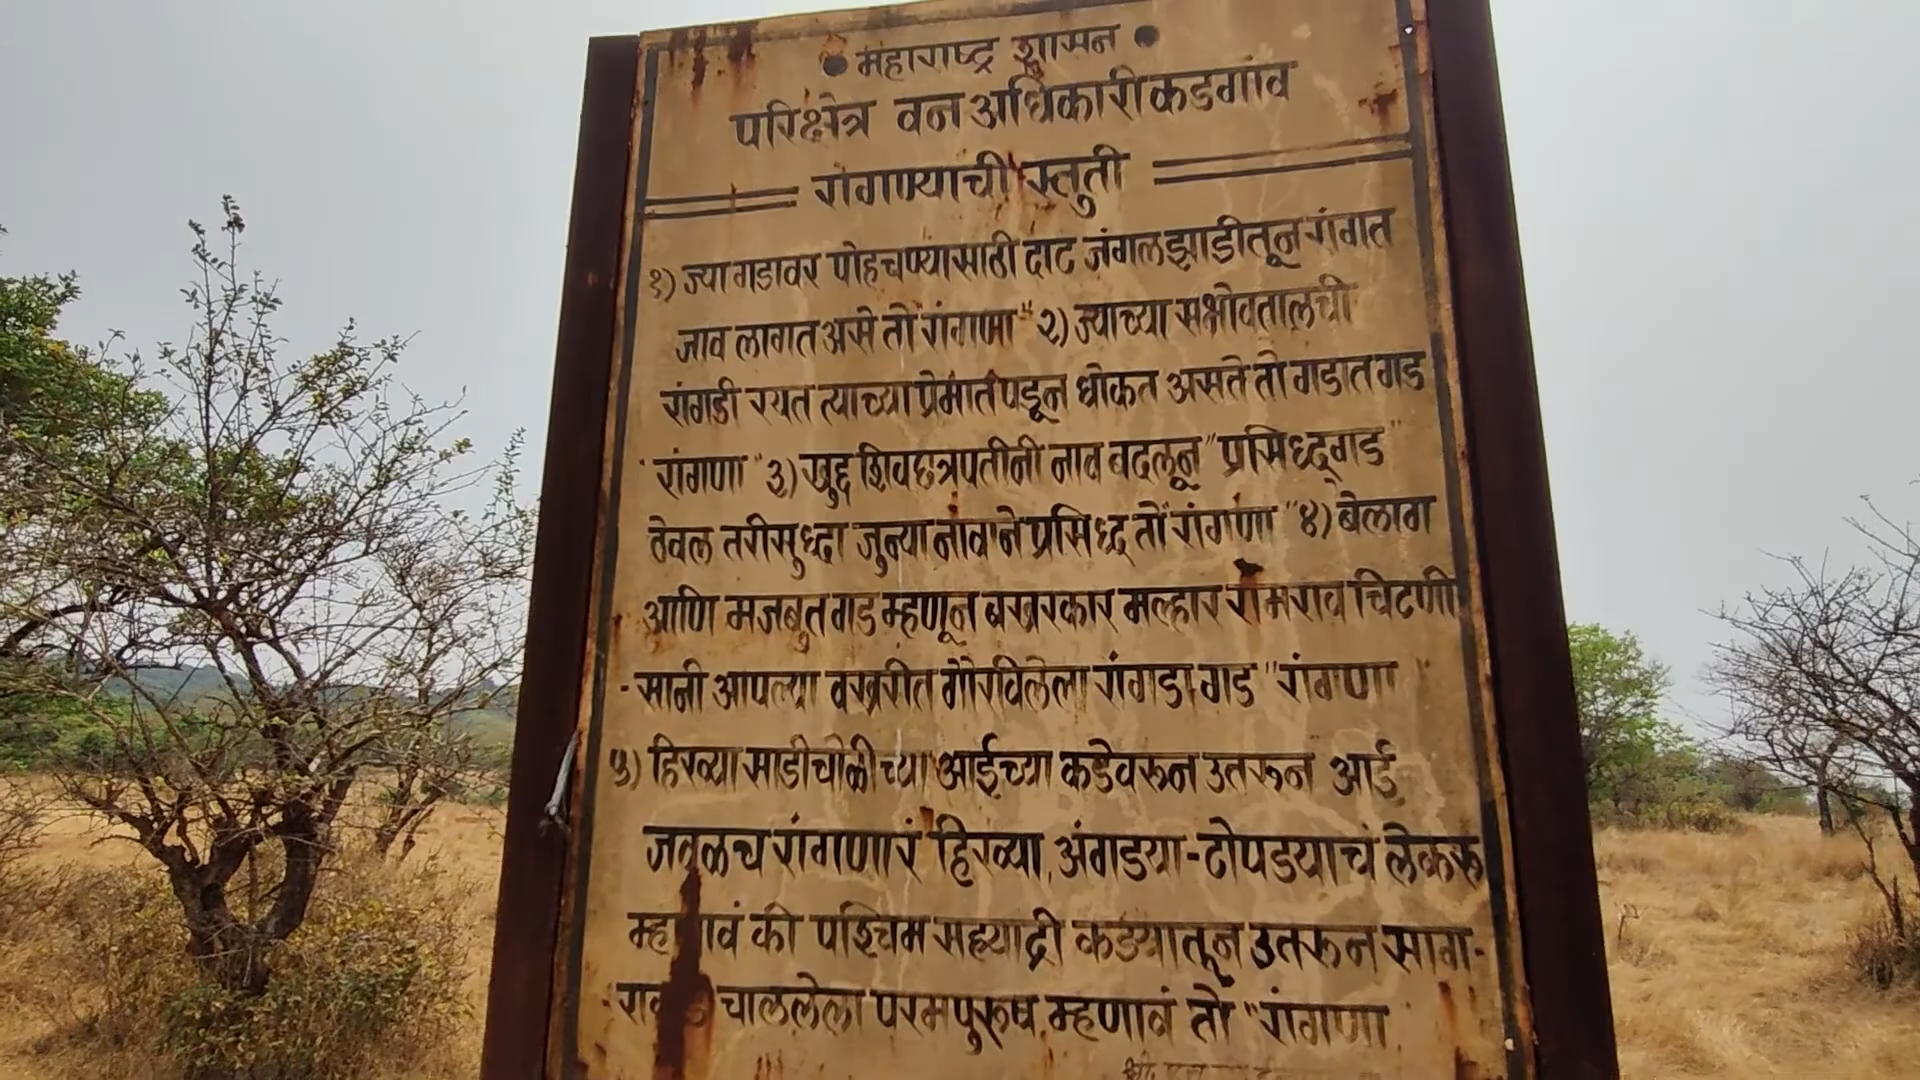 • महाराष्ट्र शासन •
परिक्षेत्र वन अधिकारी कडगांव
रांगण्याची स्तुती
१) ज्या गडावर पोहचण्यासाठी दाट जंगलझाडीतून रांगत
जाव लागत असे तो "रांगणा" २) ज्याच्या सभोवतालची
रांगडी रयत त्याच्या प्रेमात पडून धोकत असते तो गडात गड
"रांगणा" ३) खुद्द शिवछत्रपतींनी नाव बदलून "प्रसिध्द्गड"
ठेवल तरीसुध्दा जुन्या नांवाने प्रसिध्द् तो "रांगणा" ४) बेलाग
आणि मजबुत गड म्हणून बखरकार मल्हार रामराव चिटणी
-सानी आपल्या बखरीत गौरविलेला रांगडा गड "रांगणा"
५) हिरव्या साडीचोळीच्या आईच्या कडेवरून उतरून आई
जवळच रांगणारं हिरव्या अंगडया-टोपडयाचं लेकरू
म्हणावं की पश्चिम सह्याद्री कडयातून उतरून साग-
चाललेला परमपुरूष म्हणावं तो "रांगणा